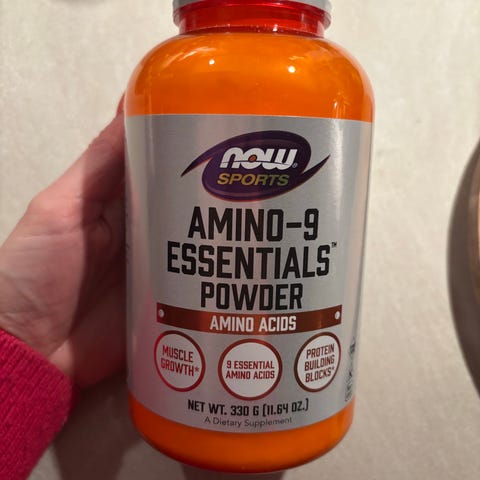 NOW
SPORTS
AMINO-9
ESSENTIALS™
POWDER
AMINO ACIDS
MUSCLE
GROWTH*
9 ESSENTIAL
AMINO ACIDS
PROTEIN
BUILDING
BLOCKS*
NET WT. 330 G (11.64 OZ.)
A Dietary Supplement